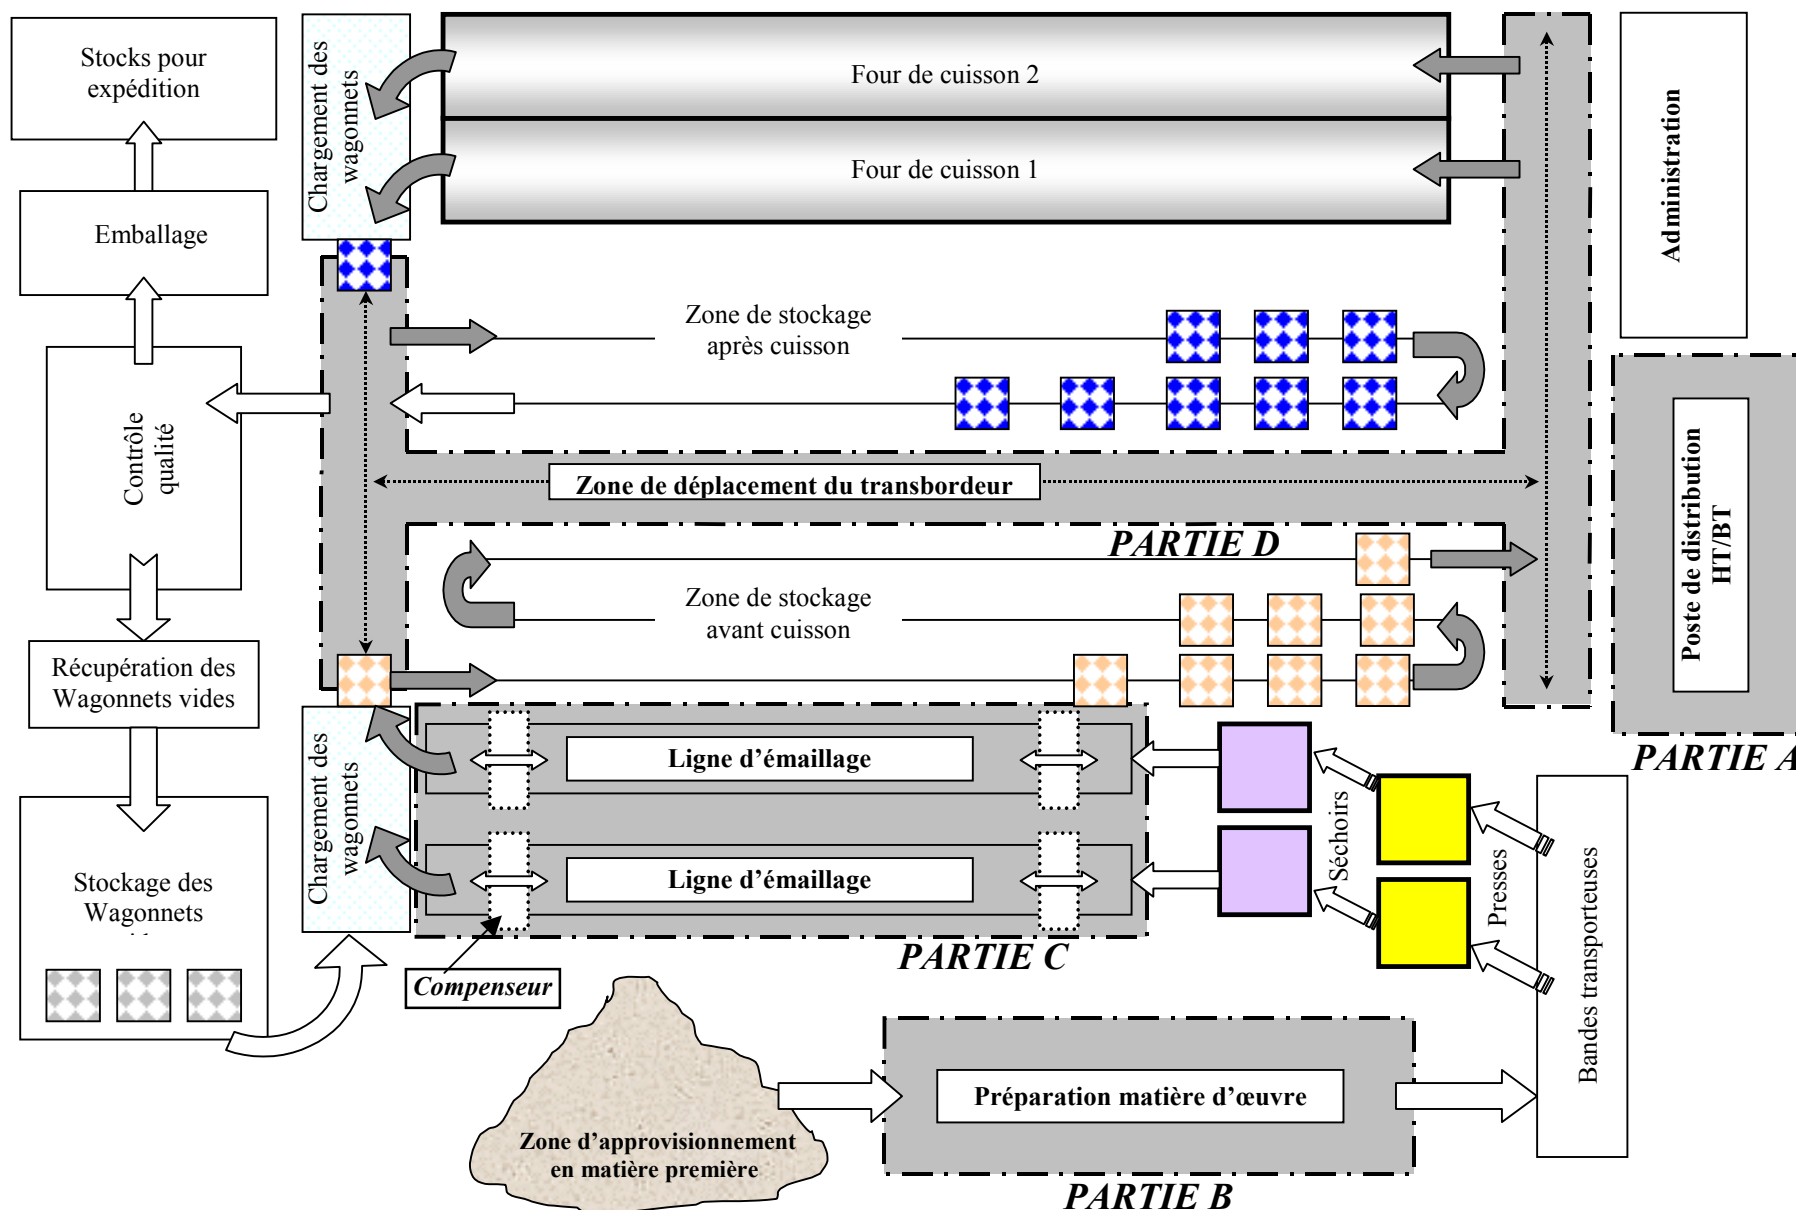 Stocks pour
expédition
Emballage
Contrôle
qualité
Récupération des
Wagonnets vides
Stockage des
Wagonnets
Chargement des
wagonnets
Four de cuisson 2
Four de cuisson 1
Zone de stockage
après cuisson
Zone de déplacement du transbordeur
PARTIE D
Zone de stockage
avant cuisson
Administration
Poste de distribution
HT/BT
PARTIE A
Chargement des
wagonnets
Ligne d’émaillage
Ligne d’émaillage
PARTIE C
Compenseur
Séchoirs
Presses
Bandes transporteuses
Zone d’approvisionnement
en matière première
Préparation matière d’œuvre
PARTIE B